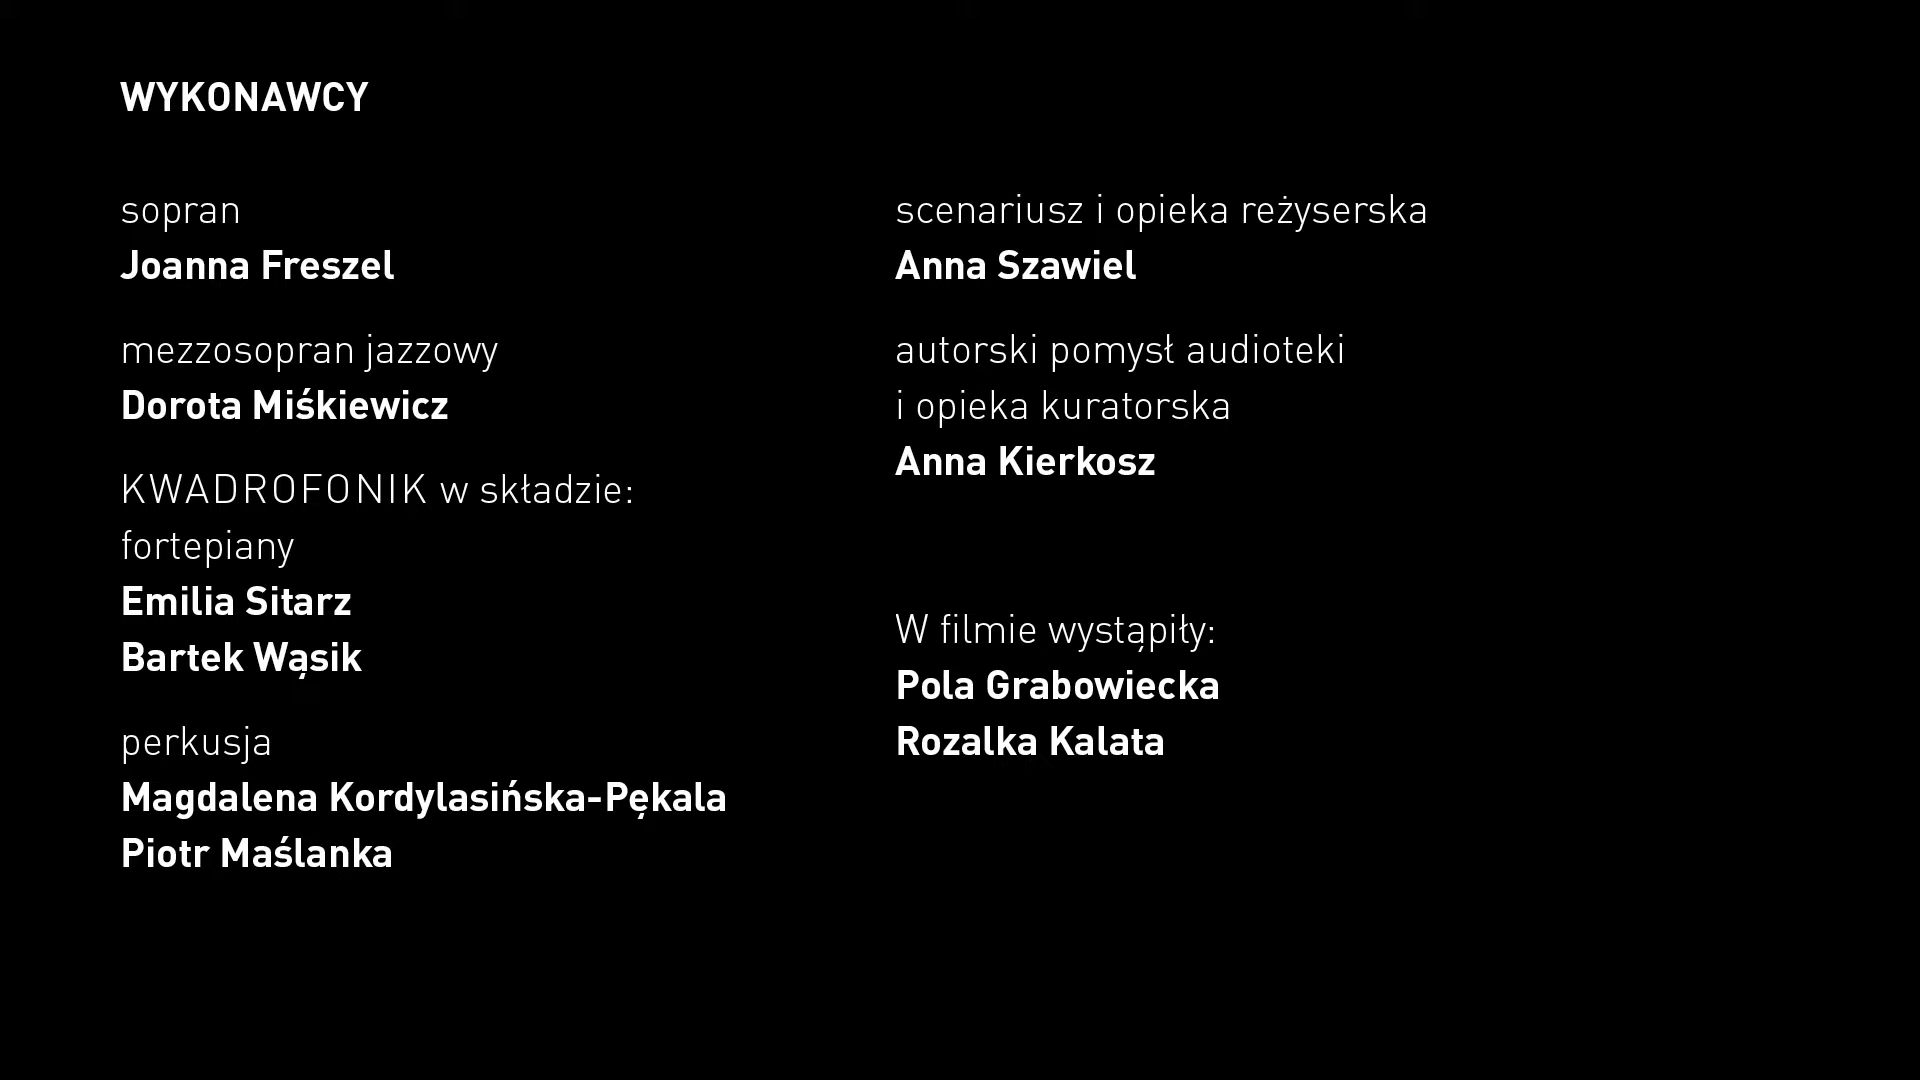 WYKONAWCY
sopran
Joanna Freszel
mezzosopran jazzowy
Dorota Miśkiewicz
KWADROFONIK w składzie:
fortepiany
Emilia Sitarz
Bartek Wąsik
perkusja
Magdalena Kordylasińska-Pękala
Piotr Maślanka
scenariusz i opieka reżyserska
Anna Szawiel
autorski pomysł audioteki
i opieka kuratorska
Anna Kierkosz
W filmie wystąpiły:
Pola Grabowiecka
Rozalka Kalata